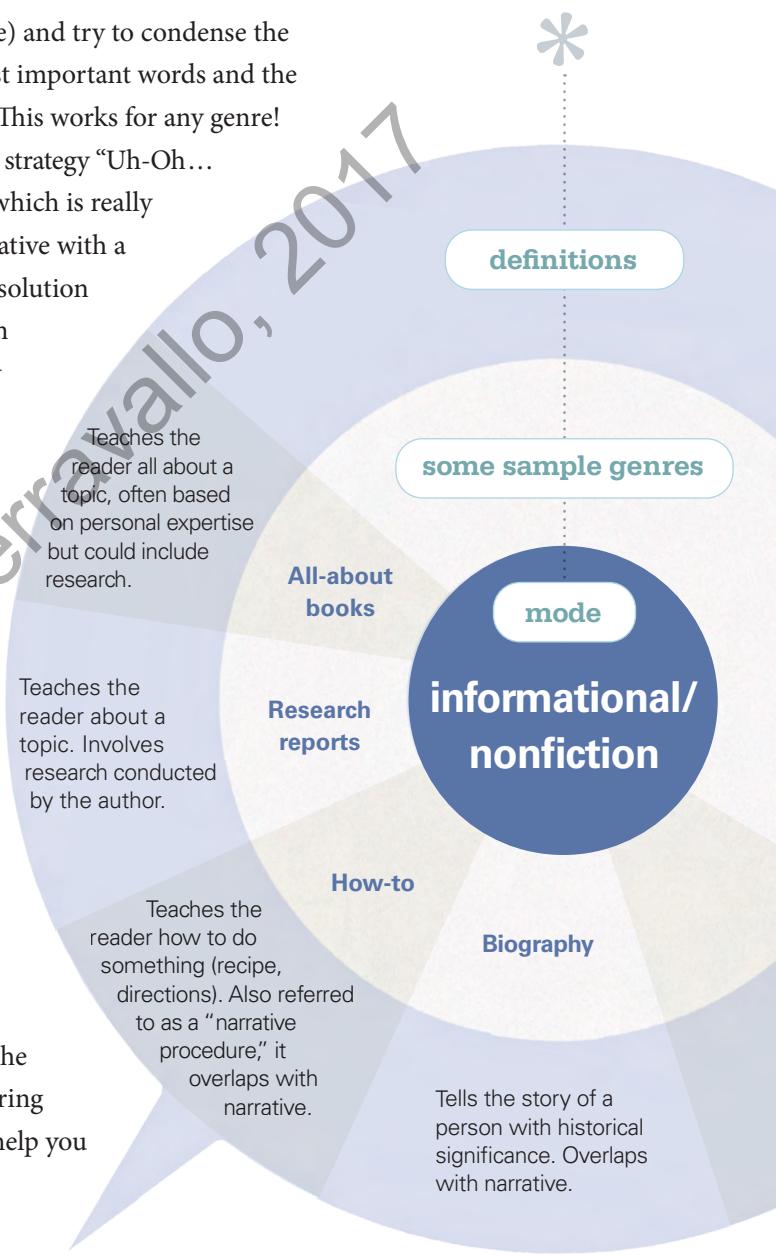 e) and try to condense the
st important words and the
This works for any genre!
strategy “Uh-Oh…
which is really
ative with a
solution
*
definitions
some sample genres
mode
informational/
nonfiction
Teaches the
reader all about a
topic, often based
on personal expertise
but could include
research.
All-about
books
Teaches the
reader about a
topic. Involves
research conducted
by the author.
Research
reports
Teaches the
reader how to do
something (recipe,
directions). Also referred
to as a “narrative
procedure,” it
overlaps with
narrative.
How-to
Biography
Tells the story of a
person with historical
significance. Overlaps
with narrative.
he
ring
help you
erravallo, 2017